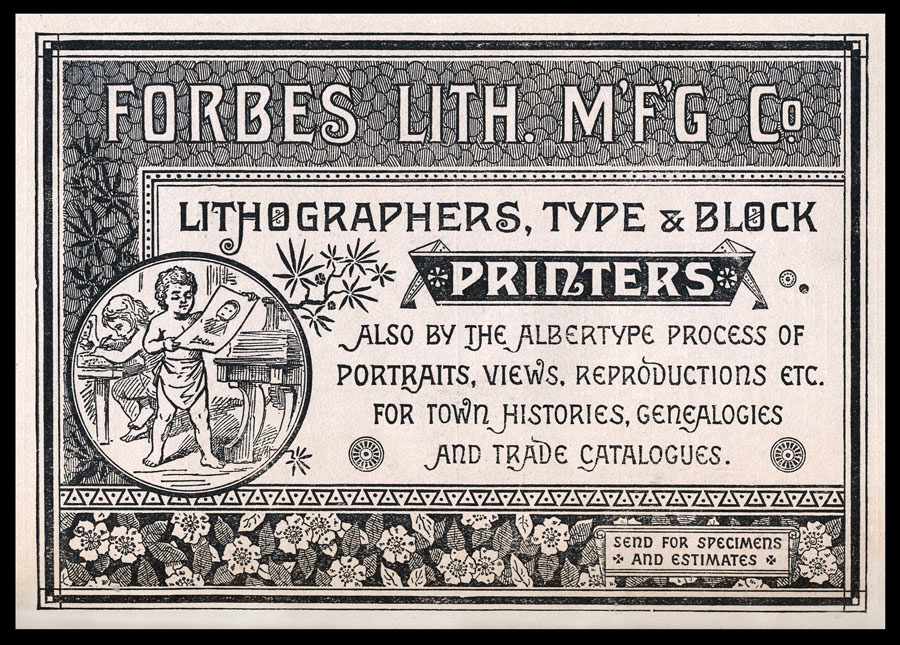 FORBES LITH. M'F'G Co
LITHOGRAPHERS, TYPE & BLOCK
PRINTERS
ALSO BY THE ALBERTYPE PROCESS OF
PORTRAITS, VIEWS, REPRODUCTIONS ETC.
FOR TOWN HISTORIES, GENEALOGIES
AND TRADE CATALOGUES.
SEND FOR SPECIMENS
AND ESTIMATES